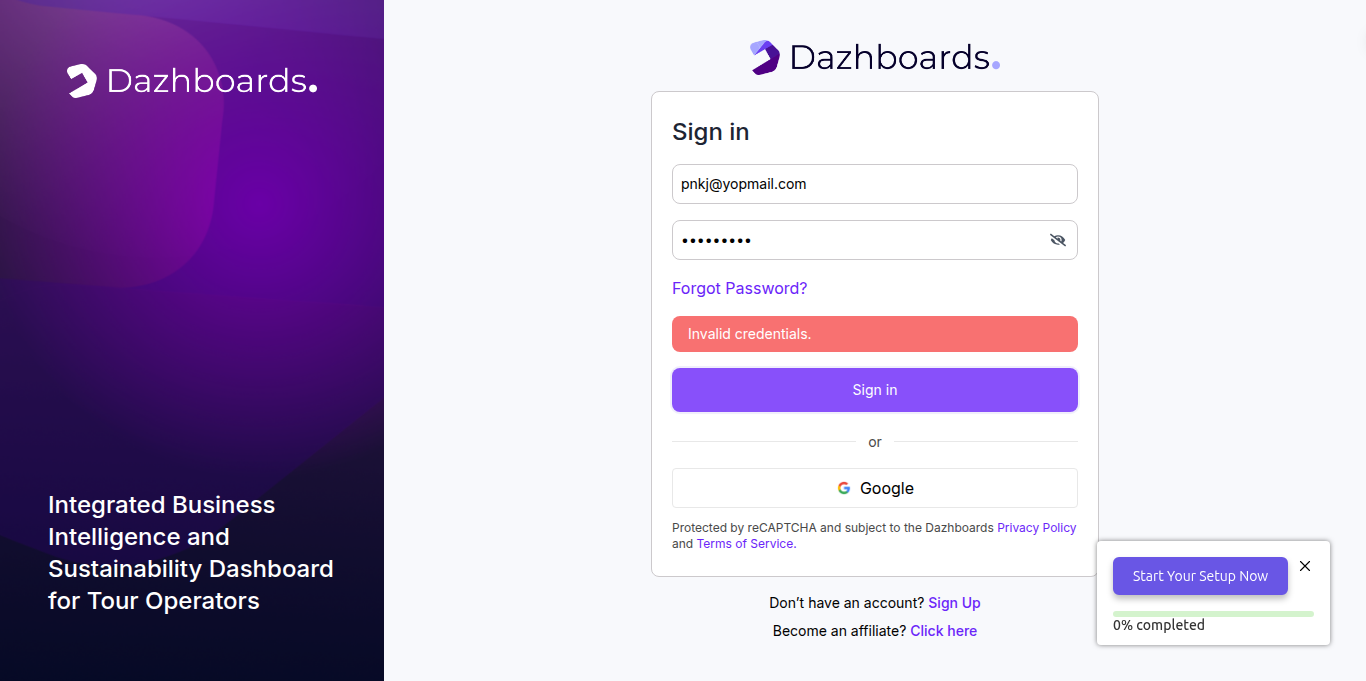 Dazhboards.
Integrated Business
Intelligence and
Sustainability Dashboard
for Tour Operators
Dazhboards.
Sign in
pnkj@yopmail.com
•••••••••
Forgot Password?
Invalid credentials.
Sign in
or
Google
Protected by reCAPTCHA and subject to the Dazhboards Privacy Policy
and Terms of Service.
Don’t have an account? Sign Up
Become an affiliate? Click here
Start Your Setup Now
0% completed